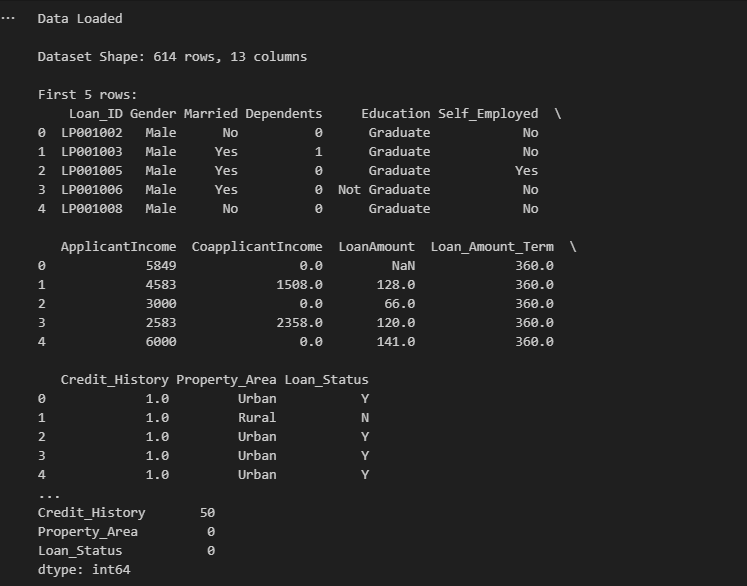 ...
Data Loaded
Dataset Shape: 614 rows, 13 columns
First 5 rows:
Loan_ID Gender Married Dependents Education Self_Employed \
0 LP001002 Male No 0 Graduate No
1 LP001003 Male Yes 1 Graduate No
2 LP001005 Male Yes 0 Graduate Yes
3 LP001006 Male Yes 0 Not Graduate No
4 LP001008 Male No 0 Graduate No
ApplicantIncome CoapplicantIncome LoanAmount Loan_Amount_Term \
0 5849 0.0 NaN 360.0
1 4583 1508.0 128.0 360.0
2 3000 0.0 66.0 360.0
3 2583 2358.0 120.0 360.0
4 6000 0.0 141.0 360.0
Credit_History Property_Area Loan_Status
0 1.0 Urban Y
1 1.0 Rural N
2 1.0 Urban Y
3 1.0 Urban Y
4 1.0 Urban Y
...
Credit_History 50
Property_Area 0
Loan_Status 0
dtype: int64